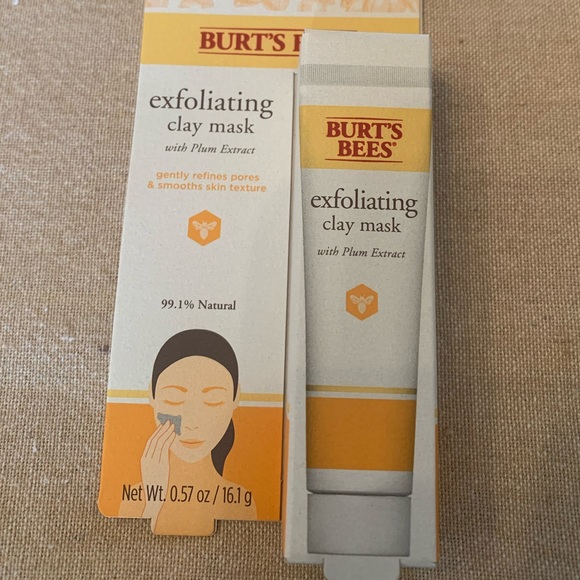 BURT'S
exfoliating
clay mask
with Plum Extract
gently refines pores
& smooths skin texture
99.1% Natural
Net Wt. 0.57 oz / 16.1 g
BURT'S
BEES®
exfoliating
clay mask
with Plum Extract